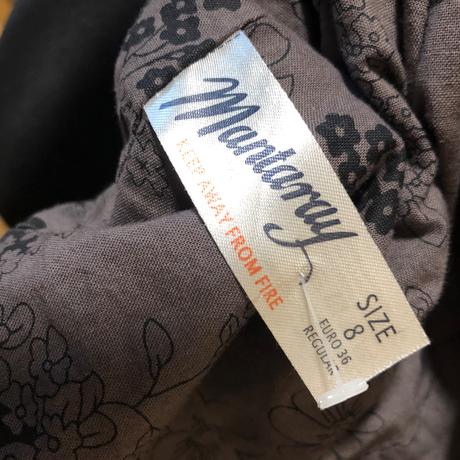 Mantaray
KEEP AWAY FROM FIRE
SIZE
8
EURO 36
REGULAR